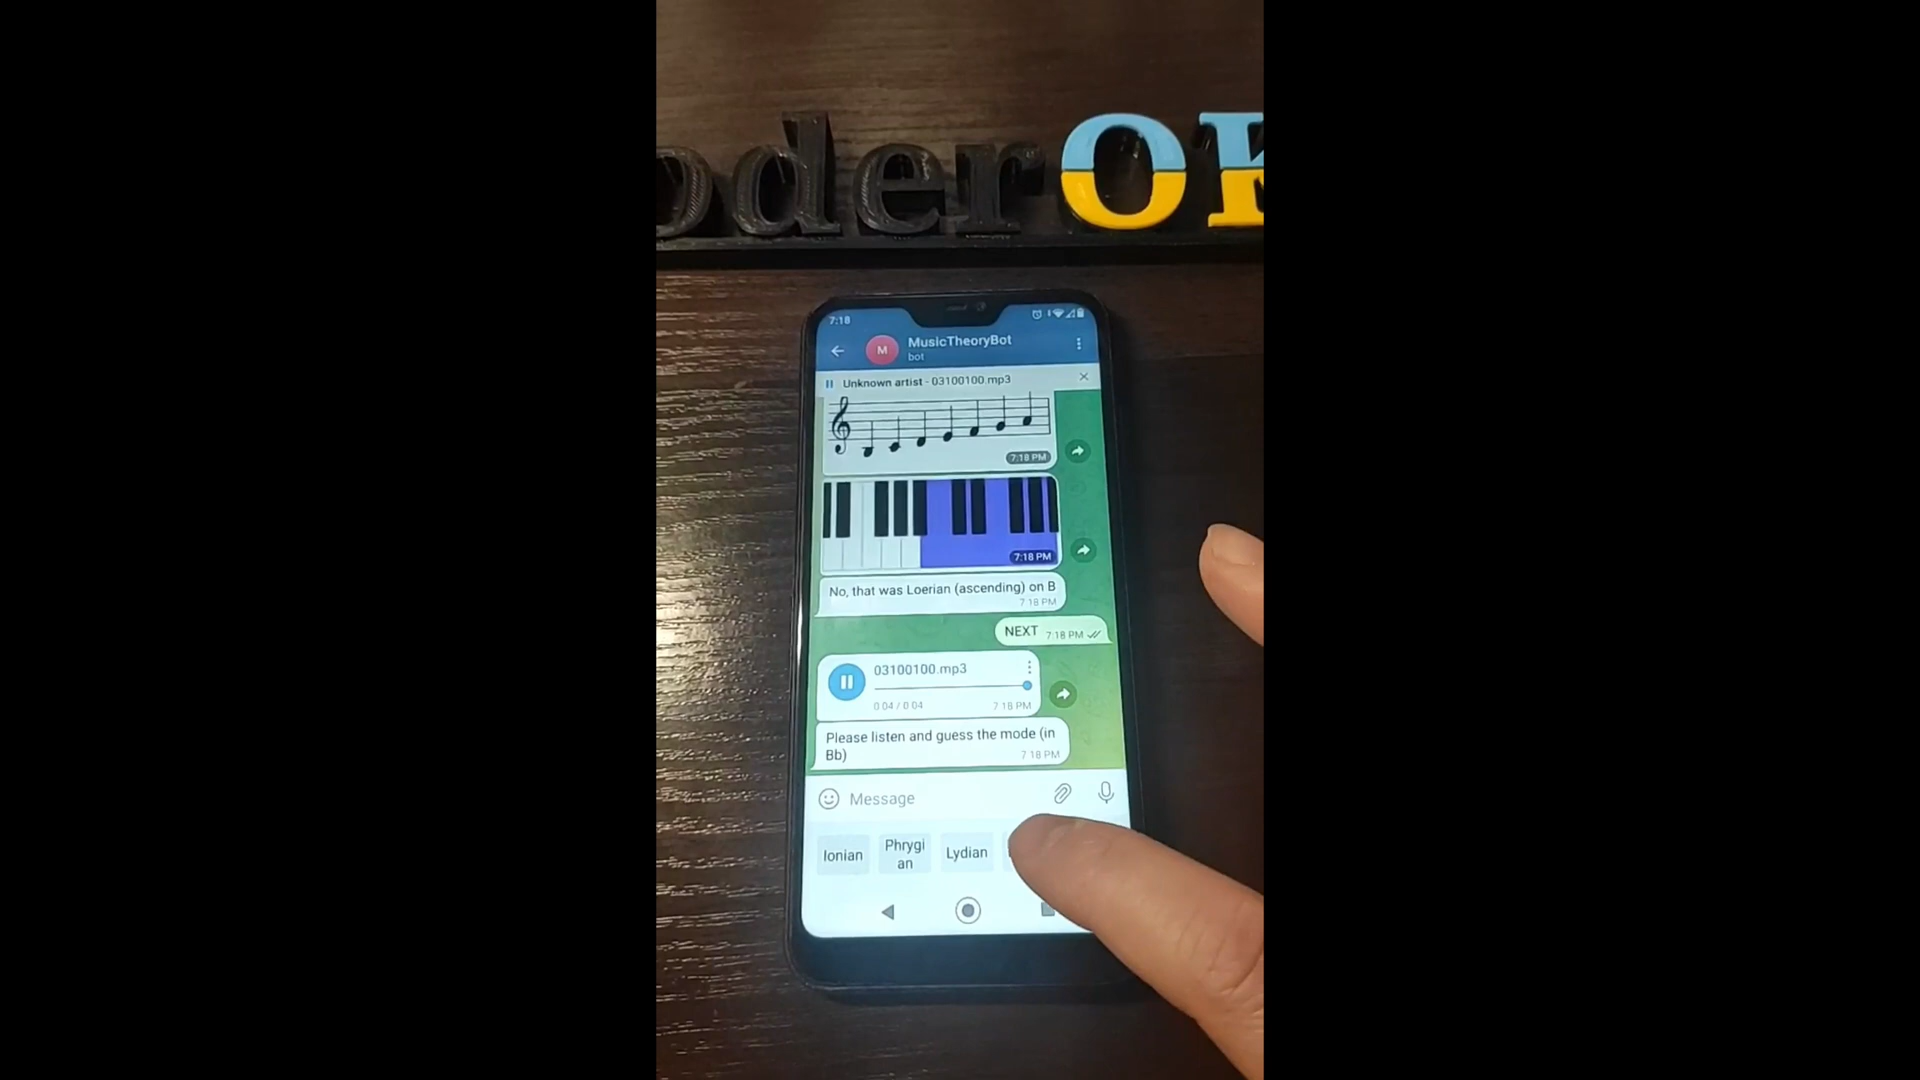 oderOK
7:18
M
MusicTheoryBot
bot
Unknown artist - 03100100.mp3
7:18 PM
7:18 PM
No, that was Loerian (ascending) on B
7:18 PM
NEXT 7:18 PM
03100100.mp3
0:04 / 0:04 7:18 PM
Please listen and guess the mode (in
Bb)
7:18 PM
Message
Ionian
Phrygi
an
Lydian